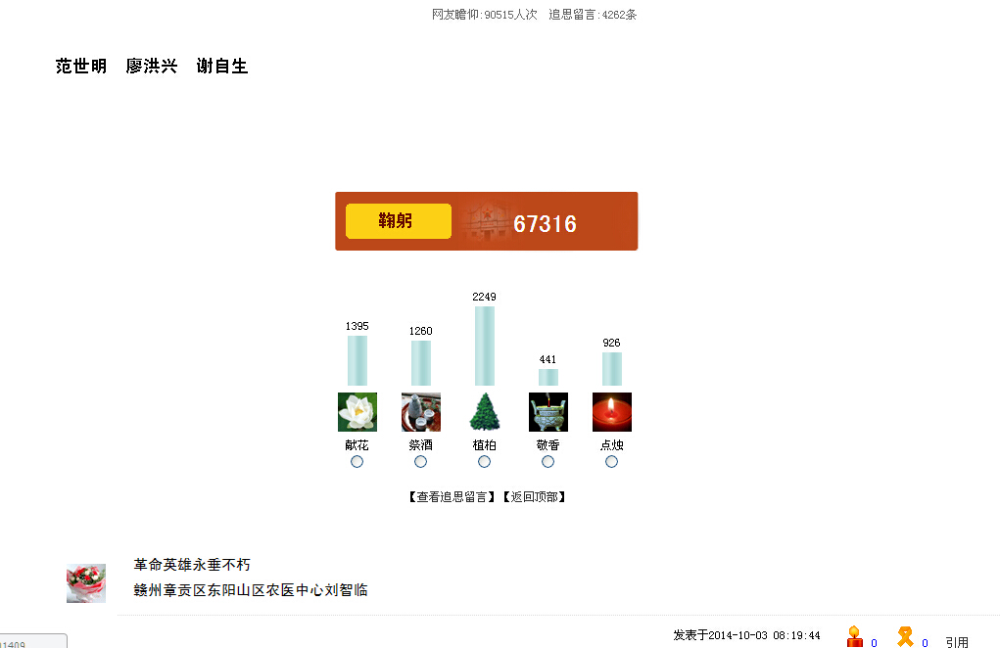 网友瞻仰:90515人次 追思留言:4262条
范世明 廖洪兴 谢自生
鞠躬 67316
2249
1395
1260
926
441
献花 祭酒 植柏 敬香 点烛
【查看追思留言】【返回顶部】
革命英雄永垂不朽
赣州章贡区东阳山区农医中心刘智临
发表于2014-10-03 08:19:44 0 0 引用